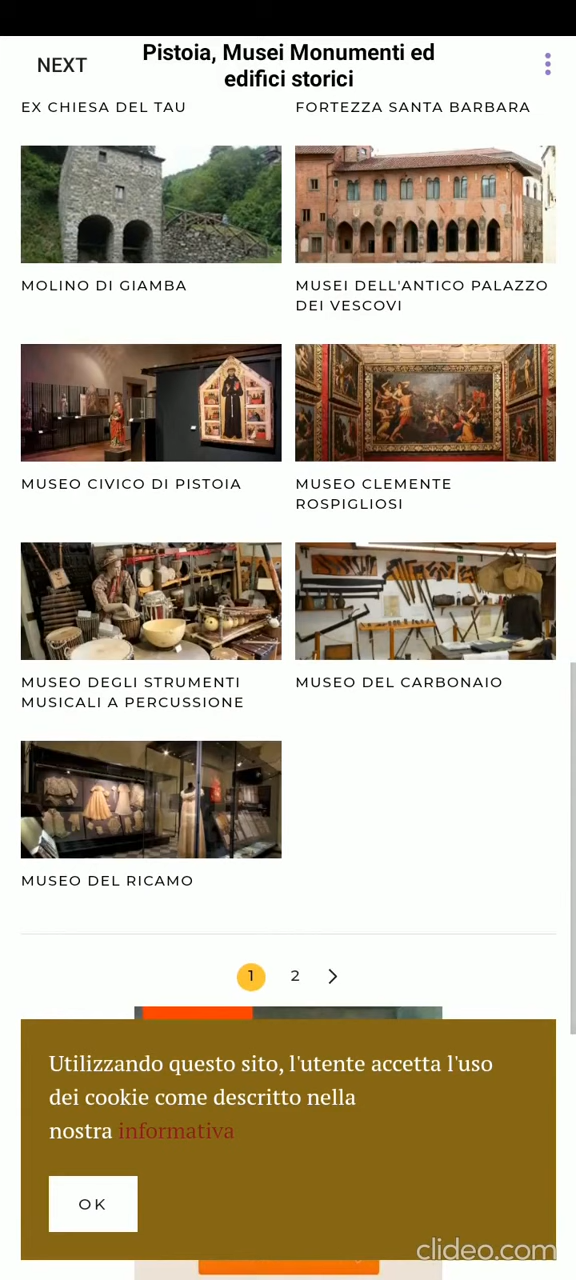 NEXT
Pistoia, Musei Monumenti ed
edifici storici
EX CHIESA DEL TAU
FORTEZZA SANTA BARBARA
MOLINO DI GIAMBA
MUSEI DELL'ANTICO PALAZZO
DEI VESCOVI
MUSEO CIVICO DI PISTOIA
MUSEO CLEMENTE
ROSPIGLIOSI
MUSEO DEGLI STRUMENTI
MUSICALI A PERCUSSIONE
MUSEO DEL CARBONAIO
MUSEO DEL RICAMO
1 2
Utilizzando questo sito, l'utente accetta l'uso
dei cookie come descritto nella
nostra informativa
OK
clideo.com